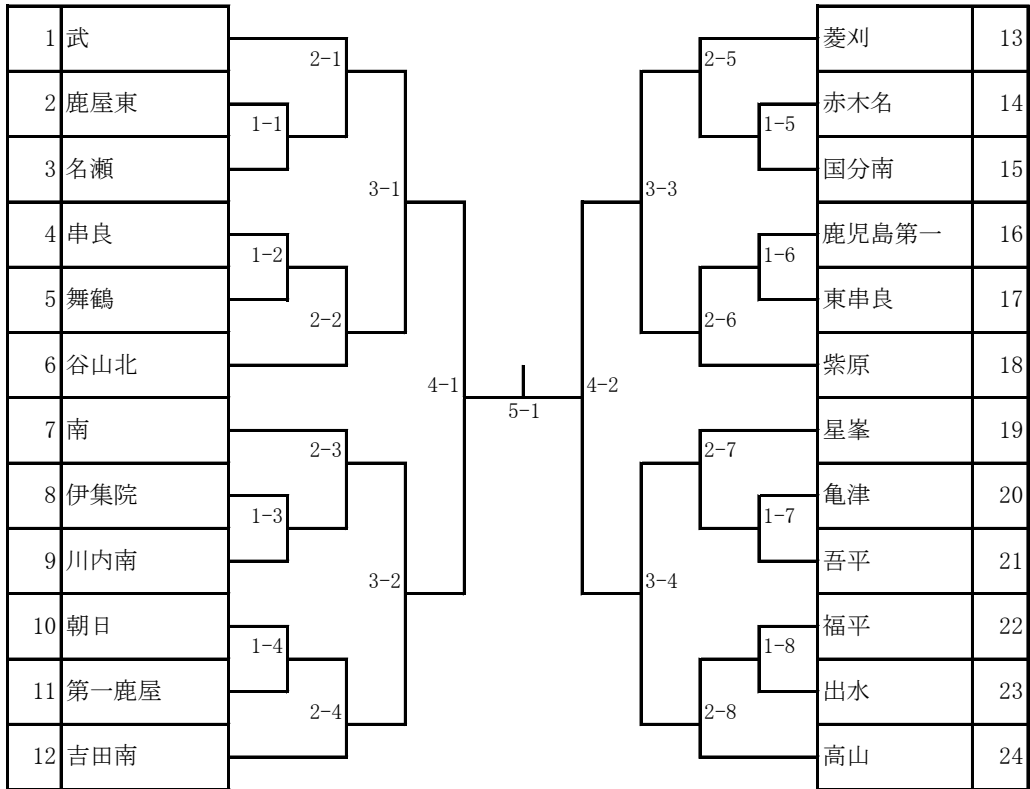 1 武
2-1
2 鹿屋東
1-1
3 名瀬
3-1
4 串良
1-2
5 舞鶴
2-2
6 谷山北
4-1
7 南
2-3
8 伊集院
1-3
9 川内南
3-2
10 朝日
1-4
11 第一鹿屋
2-4
12 吉田南
5-1
菱刈 13
2-5
赤木名 14
1-5
国分南 15
3-3
鹿児島第一 16
1-6
東串良 17
2-6
紫原 18
4-2
星峯 19
2-7
亀津 20
1-7
吾平 21
3-4
福平 22
1-8
出水 23
2-8
高山 24